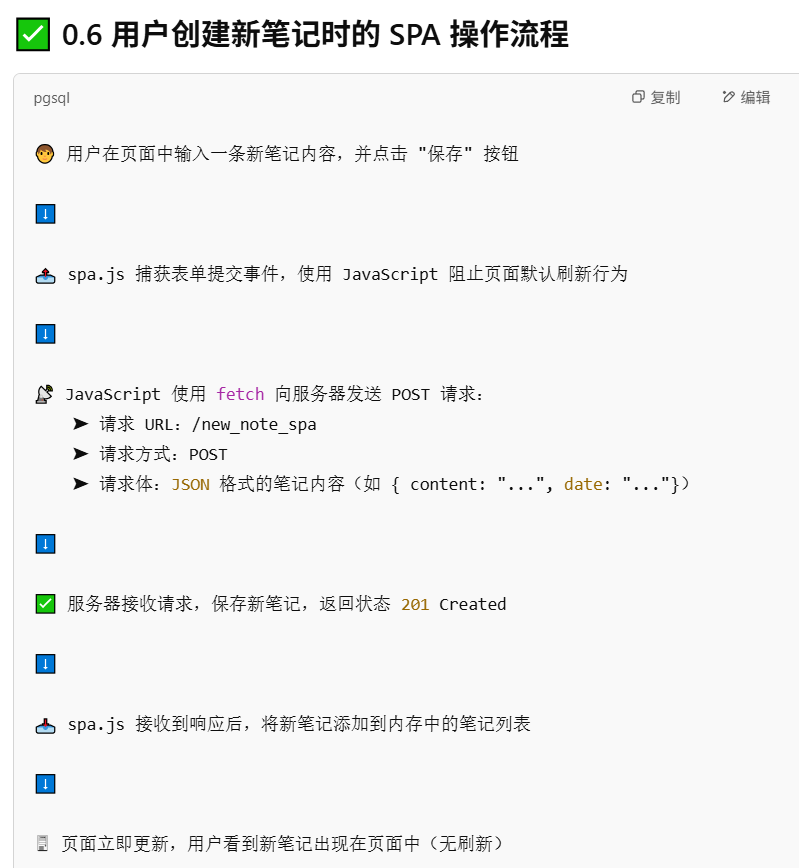 ✅ 0.6 用户创建新笔记时的 SPA 操作流程
pgsql 复制 编辑
🧑 用户在页面中输入一条新笔记内容，并点击 "保存" 按钮
⬇️
📤 spa.js 捕获表单提交事件，使用 JavaScript 阻止页面默认刷新行为
⬇️
📡 JavaScript 使用 fetch 向服务器发送 POST 请求：
➤ 请求 URL：/new_note_spa
➤ 请求方式：POST
➤ 请求体：JSON 格式的笔记内容（如 { content: "...", date: "..."}）
⬇️
✅ 服务器接收请求，保存新笔记，返回状态 201 Created
⬇️
📥 spa.js 接收到响应后，将新笔记添加到内存中的笔记列表
⬇️
🧾 页面立即更新，用户看到新笔记出现在页面中（无刷新）